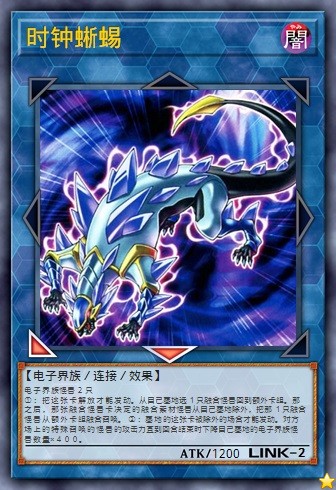 时钟蜥蜴
闇
【电子界族／连接／效果】
电子界族怪兽２只
①：把这张卡解放才能发动。从自己墓地选１只融合怪兽回到额外卡组。那
之后，那张融合怪兽卡决定的融合素材怪兽从自己墓地除外，把那１只融合怪
兽从额外卡组融合召唤。②：墓地的这张卡被除外的场合才能发动。对方
场上的特殊召唤的怪兽的攻击力直到回合结束时下降自己墓地的电子界族怪
兽数量×４００。
ATK/1200 LINK-2